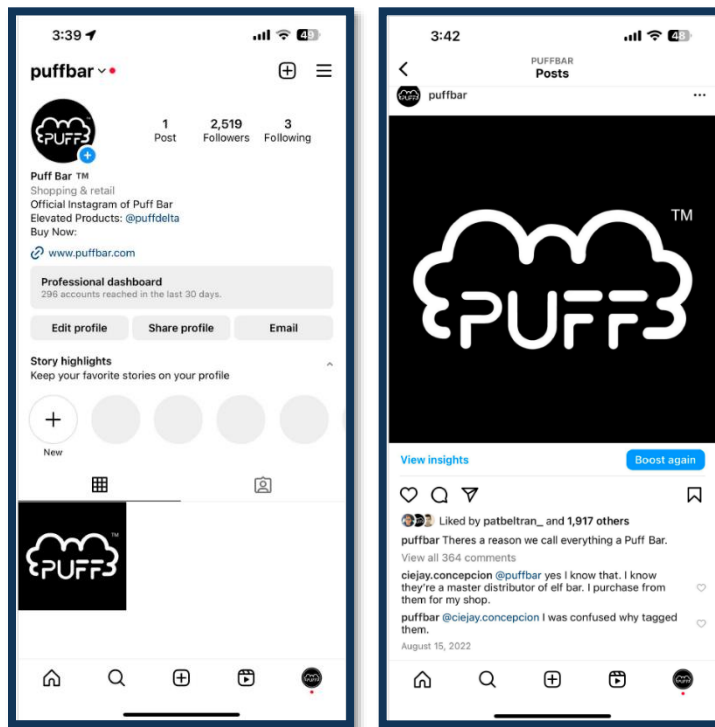 3:39
49
puffbar
PUFF
1
Post
2,519
Followers
3
Following
Puff Bar ™
Shopping & retail
Official Instagram of Puff Bar
Elevated Products: @puffdelta
Buy Now:
www.puffbar.com
Professional dashboard
296 accounts reached in the last 30 days.
Edit profile
Share profile
Email
Story highlights
Keep your favorite stories on your profile
New
PUFF
TM
3:42
48
PUFFBAR
Posts
puffbar
PUFF
TM
View insights
Boost again
Liked by patbeltran_ and 1,917 others
puffbar Theres a reason we call everything a Puff Bar.
View all 364 comments
ciejay.concepcion @puffbar yes I know that. I know
they're a master distributor of elf bar. I purchase from
them for my shop.
puffbar @ciejay.concepcion I was confused why tagged
them.
August 15, 2022